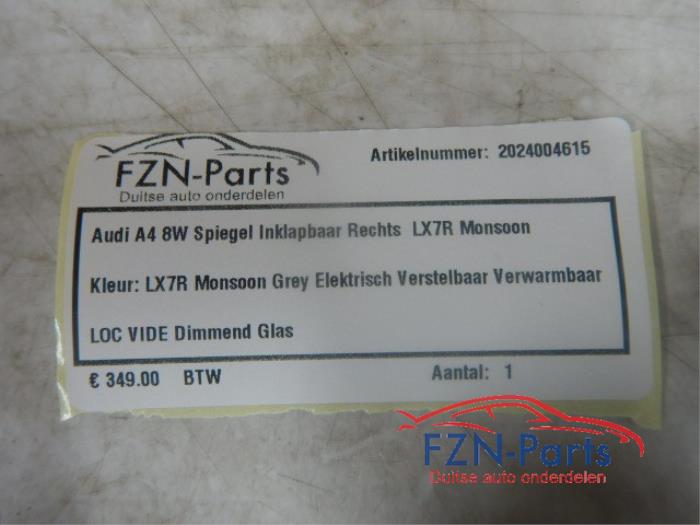 FZN-Parts
Duitse auto onderdelen
Artikelnummer: 2024004615
Audi A4 8W Spiegel Inklapbaar Rechts LX7R Monsoon
Kleur: LX7R Monsoon Grey Elektrisch Verstelbaar Verwarmbaar
LOC VIDE Dimmend Glas
€ 349.00 BTW
Aantal: 1
FZN-Parts
Duitse auto onderdelen